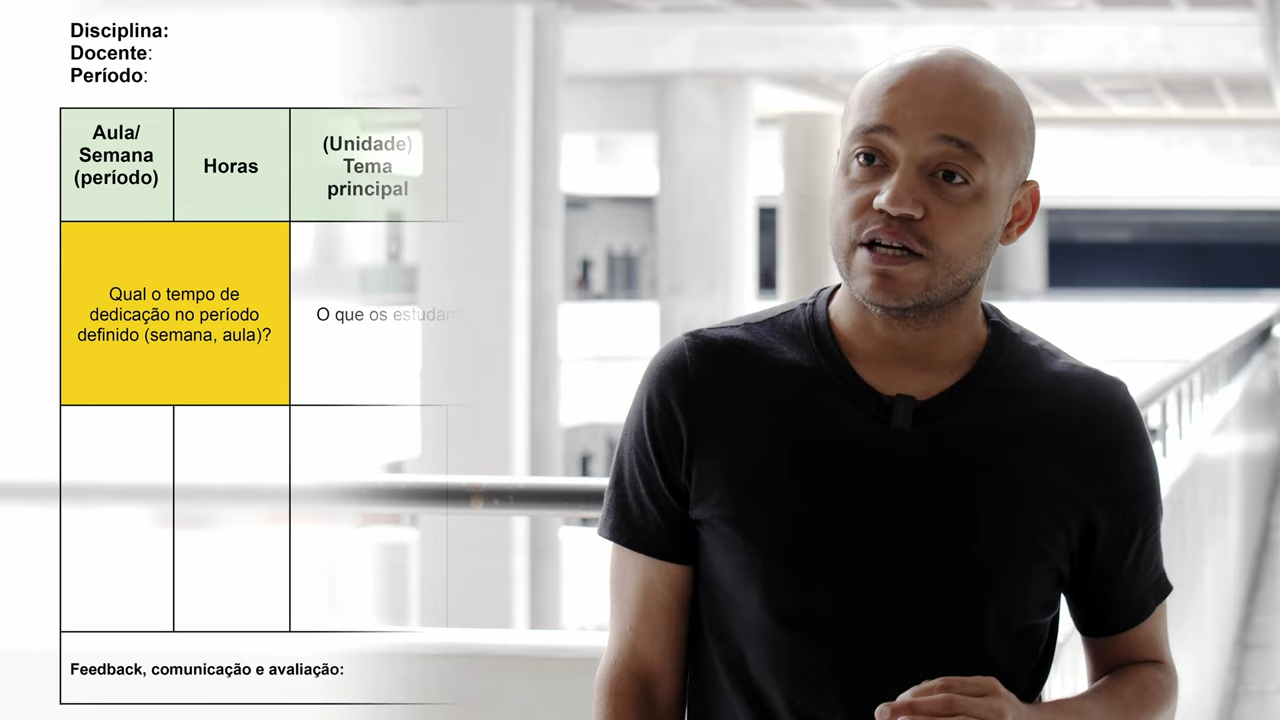 Disciplina:
Docente:
Período:
Aula/
Semana
(período)
Horas
(Unidade)
Tema
principal
Qual o tempo de
dedicação no período
definido (semana, aula)?
O que os estudam
Feedback, comunicação e avaliação: